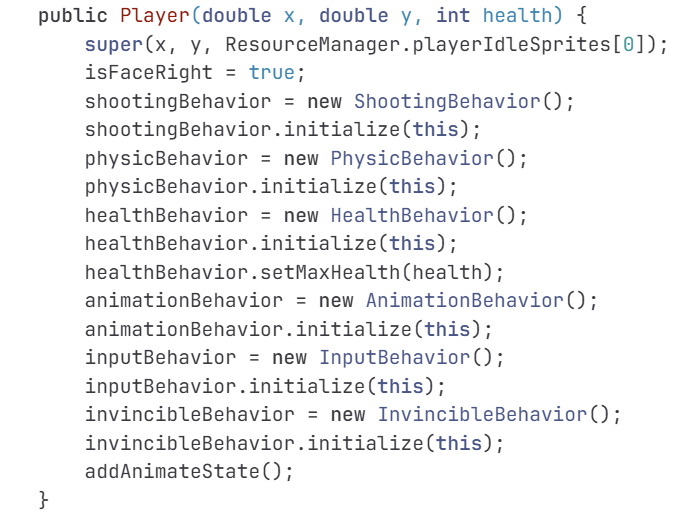 public Player(double x, double y, int health) {
    super(x, y, ResourceManager.playerIdleSprites[0]);
    isFaceRight = true;
    shootingBehavior = new ShootingBehavior();
    shootingBehavior.initialize(this);
    physicBehavior = new PhysicBehavior();
    physicBehavior.initialize(this);
    healthBehavior = new HealthBehavior();
    healthBehavior.initialize(this);
    healthBehavior.setMaxHealth(health);
    animationBehavior = new AnimationBehavior();
    animationBehavior.initialize(this);
    inputBehavior = new InputBehavior();
    inputBehavior.initialize(this);
    invincibleBehavior = new InvincibleBehavior();
    invincibleBehavior.initialize(this);
    addAnimateState();
}